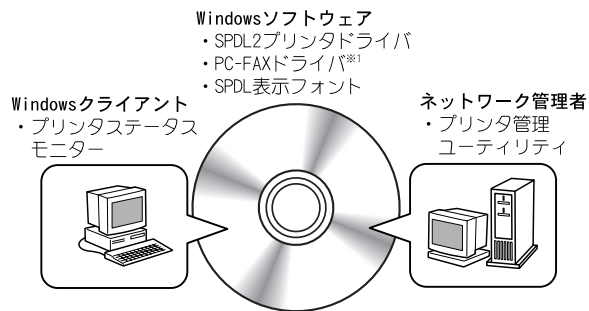 Windowsソフトウェア
・SPDL2プリンタドライバ
・PC-FAXドライバ※1
・SPDL表示フォント
Windowsクライアント
・プリンタステータス
モニター
ネットワーク管理者
・プリンタ管理
ユーティリティ